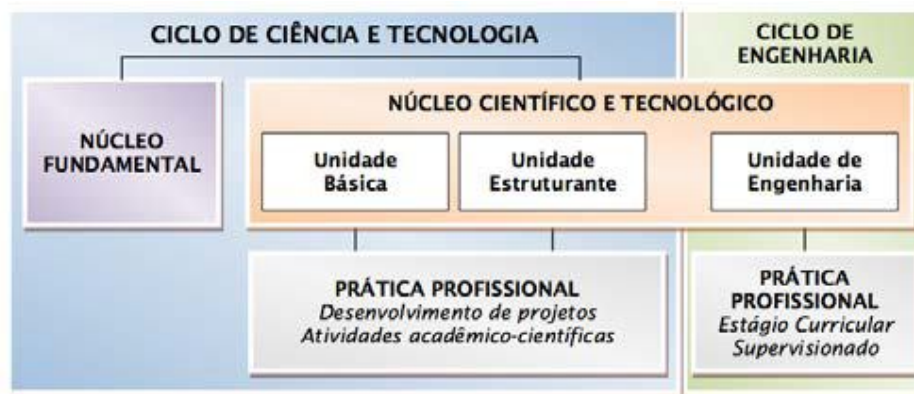 CICLO DE CIÊNCIA E TECNOLOGIA
CICLO DE
ENGENHARIA
NÚCLEO
FUNDAMENTAL
NÚCLEO CIENTÍFICO E TECNOLÓGICO
Unidade
Básica
Unidade
Estruturante
Unidade de
Engenharia
PRÁTICA PROFISSIONAL
Desenvolvimento de projetos
Atividades acadêmico-científicas
PRÁTICA
PROFISSIONAL
Estágio Curricular
Supervisionado